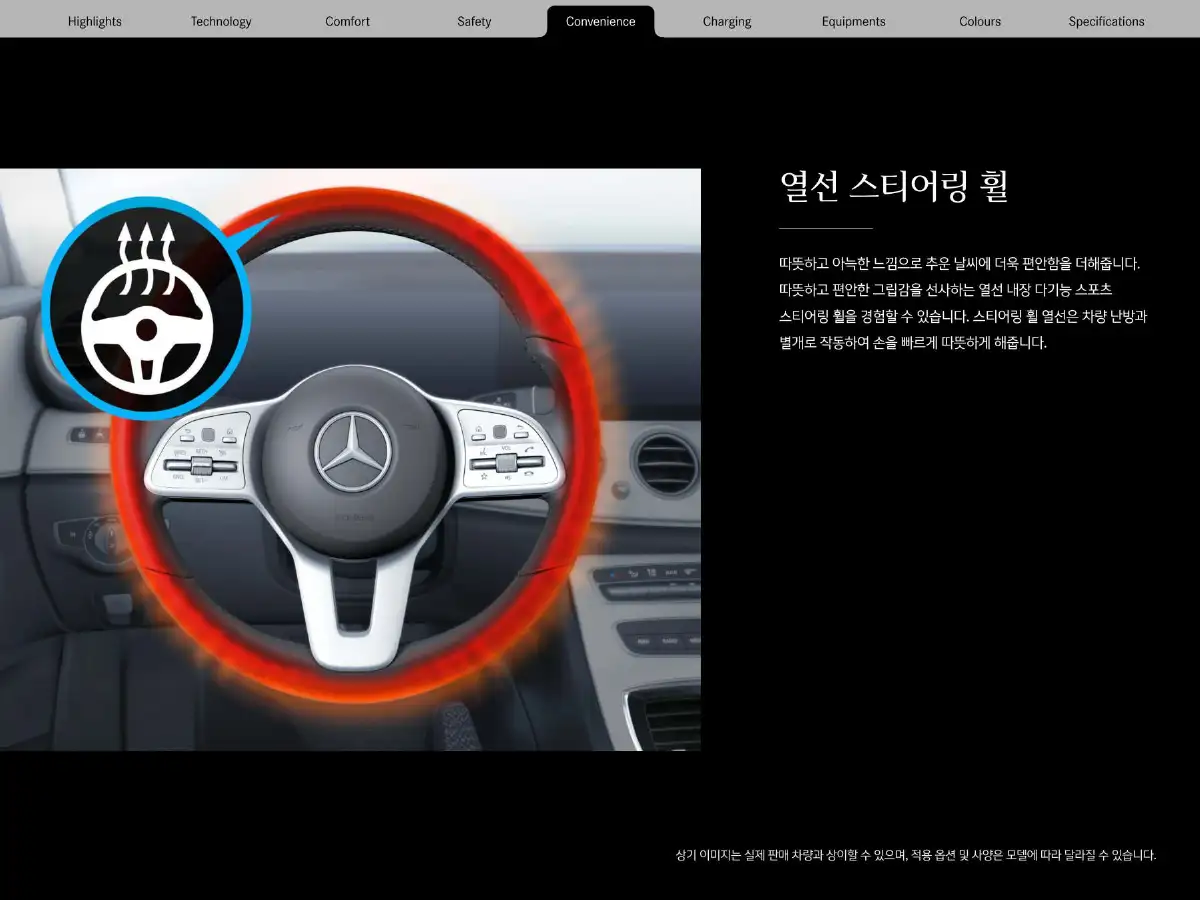 Highlights
Technology
Comfort
Safety
Convenience
Charging
Equipments
Colours
Specifications
열선 스티어링 휠
따뜻하고 아늑한 느낌으로 추운 날씨에 더욱 편안함을 더해줍니다.
따뜻하고 편안한 그립감을 선사하는 열선 내장 다기능 스포츠
스티어링 휠을 경험할 수 있습니다. 스티어링 휠 열선은 차량 난방과
별개로 작동하여 손을 빠르게 따뜻하게 해줍니다.
상기 이미지는 실제 판매 차량과 상이할 수 있으며, 적용 옵션 및 사양은 모델에 따라 달라질 수 있습니다.